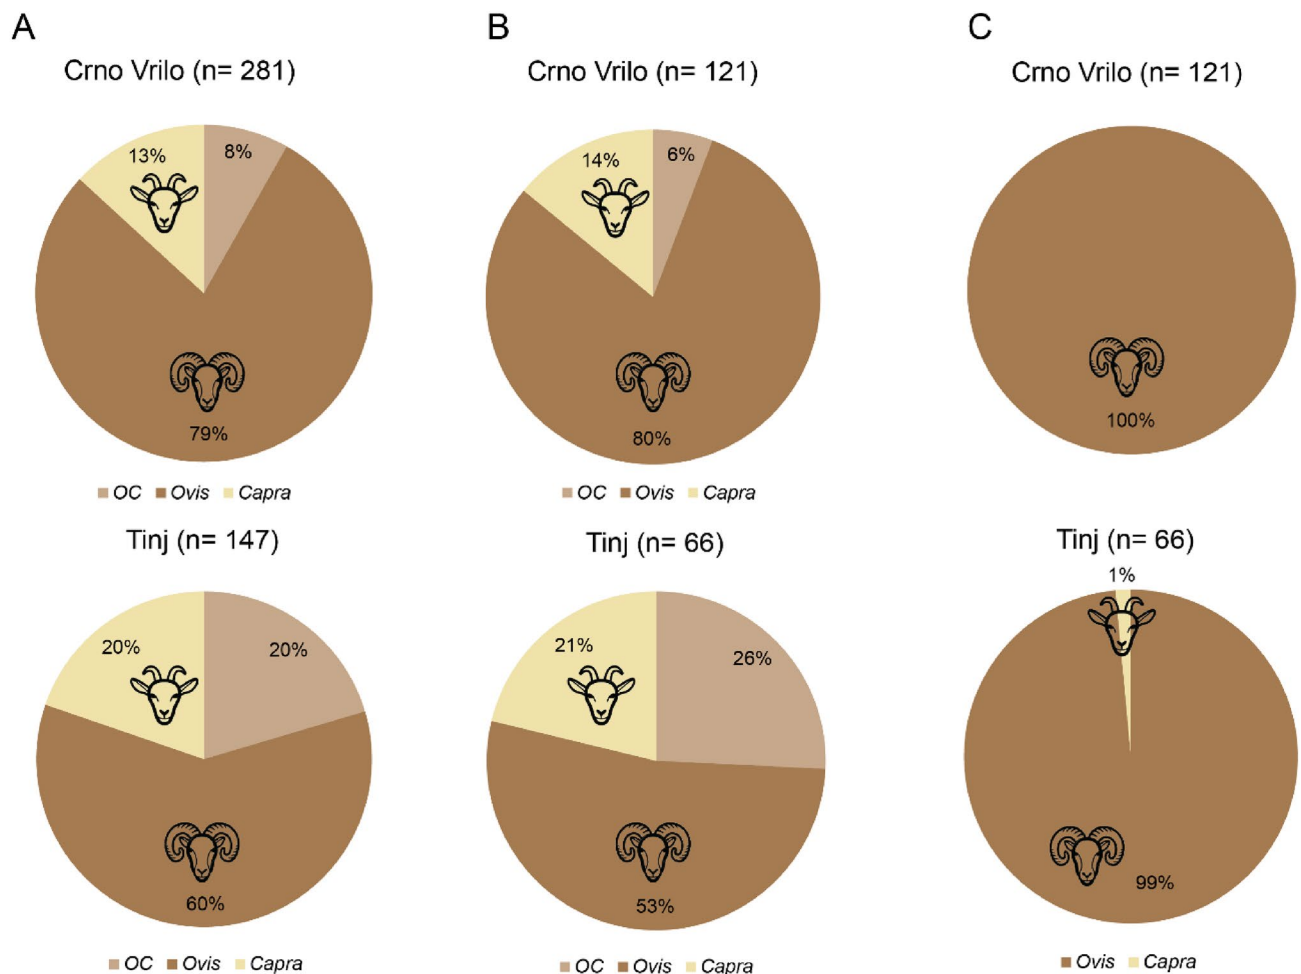 A
Crno Vrilo (n= 281)
13%
8%
79%
OC Ovis Capra
Tinj (n= 147)
20%
20%
60%
OC Ovis Capra
B
Crno Vrilo (n= 121)
14%
6%
80%
OC Ovis Capra
Tinj (n= 66)
21%
26%
53%
OC Ovis Capra
C
Crno Vrilo (n= 121)
100%
Tinj (n= 66)
1%
99%
Ovis Capra